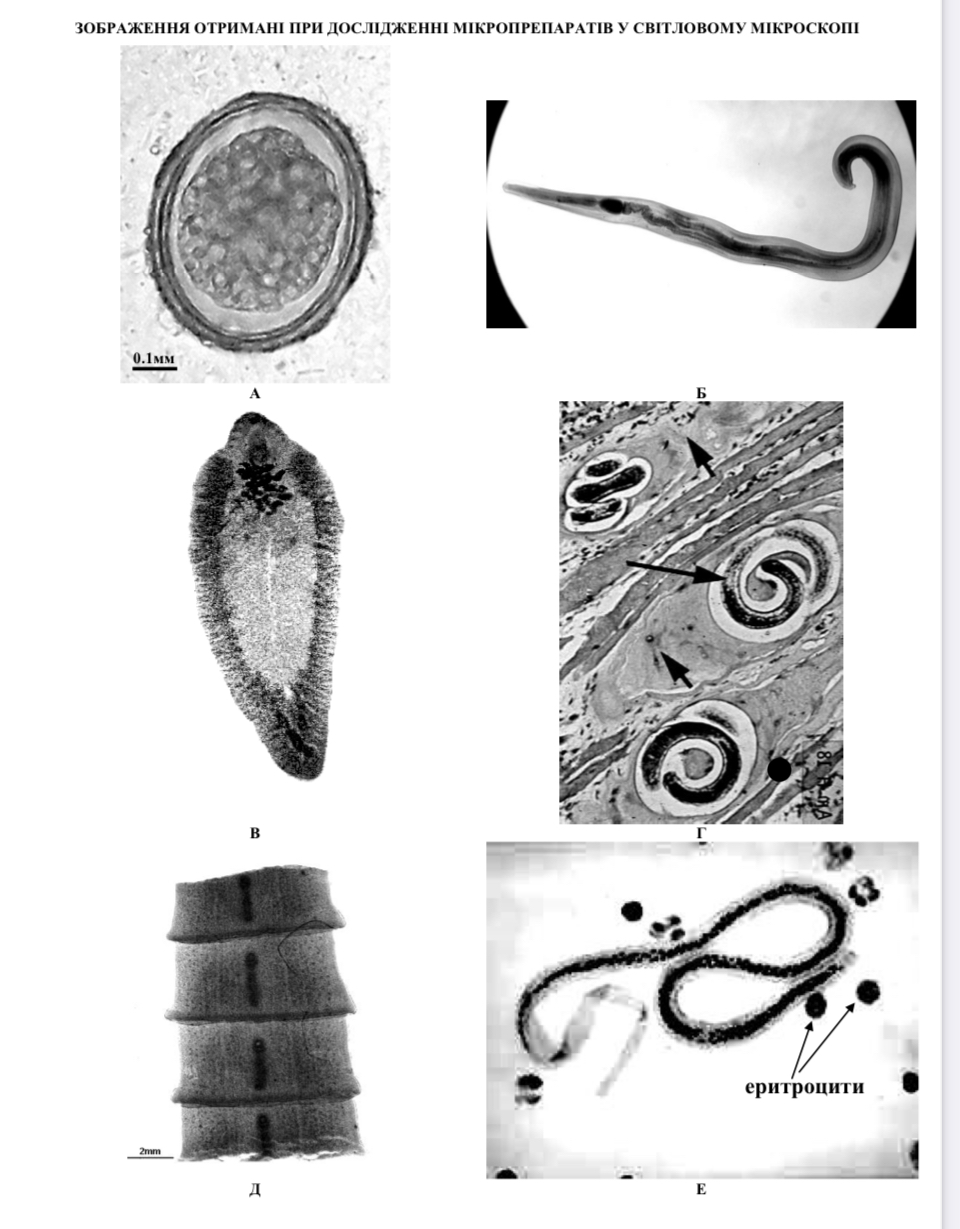 ЗОБРАЖЕННЯ ОТРИМАНІ ПРИ ДОСЛІДЖЕННІ МІКРОПРЕПАРАТІВ У СВІТЛОВОМУ МІКРОСКОПІ
0.1мм
А
Б
В
Г
2mm
еритроцити
Д
Е